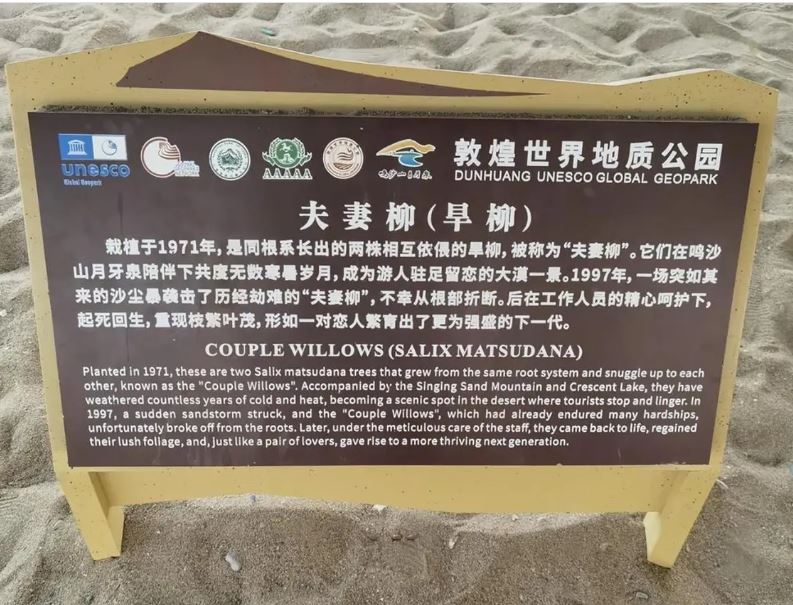 unesco
Global Geopark
AAAAA
鸣沙山月牙泉
敦煌世界地质公园
DUNHUANG UNESCO GLOBAL GEOPARK
夫妻柳(旱柳)
栽植于1971年,是同根系长出的两株相互依偎的旱柳,被称为“夫妻柳”。它们在鸣沙
山月牙泉陪伴下共度无数寒暑岁月,成为游人驻足留恋的大漠一景。1997年,一场突如其
来的沙尘暴袭击了历经劫难的“夫妻柳”,不幸从根部折断。后在工作人员的精心呵护下,
起死回生,重现枝繁叶茂,形如一对恋人繁育出了更为强盛的下一代。
COUPLE WILLOWS (SALIX MATSUDANA)
Planted in 1971, these are two Salix matsudana trees that grew from the same root system and snuggle up to each
other, known as the "Couple Willows". Accompanied by the Singing Sand Mountain and Crescent Lake, they have
weathered countless years of cold and heat, becoming a scenic spot in the desert where tourists stop and linger. In
1997, a sudden sandstorm struck, and the "Couple Willows", which had already endured many hardships,
unfortunately broke off from the roots. Later, under the meticulous care of the staff, they came back to life, regained
their lush foliage, and, just like a pair of lovers, gave rise to a more thriving next generation.